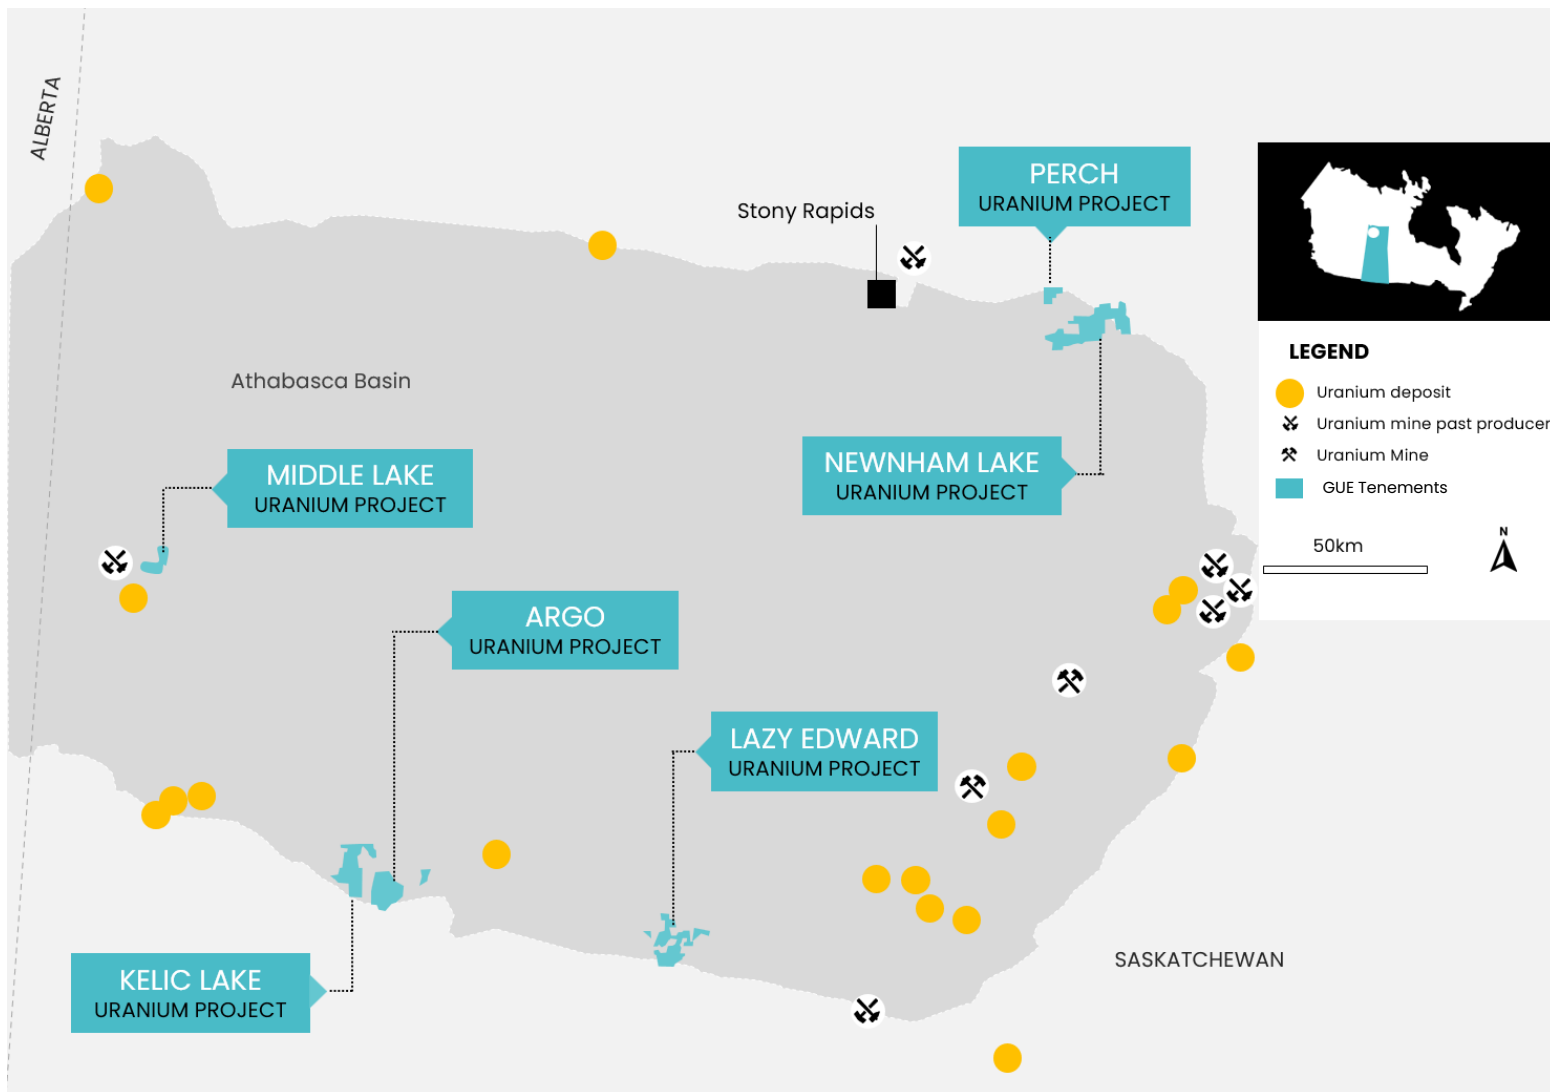 ALBERTA
PERCH
URANIUM PROJECT
Stony Rapids
Athabasca Basin
MIDDLE LAKE
URANIUM PROJECT
NEWNHAM LAKE
URANIUM PROJECT
ARGO
URANIUM PROJECT
LAZY EDWARD
URANIUM PROJECT
KELIC LAKE
URANIUM PROJECT
SASKATCHEWAN
LEGEND
Uranium deposit
Uranium mine past producer
Uranium Mine
GUE Tenements
50km
N